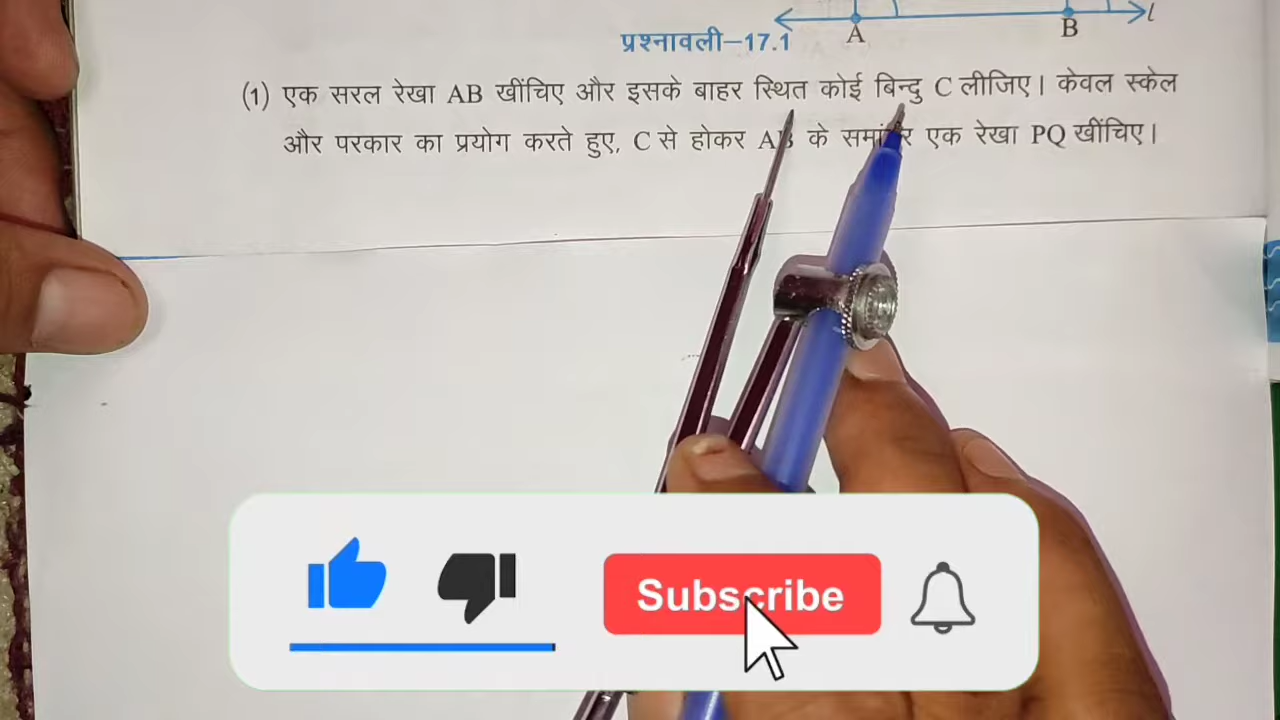 l
A B
प्रश्नावली–17.1
(1) एक सरल रेखा AB खींचिए और इसके बाहर स्थित कोई बिन्दु C लीजिए। केवल स्केल
और परकार का प्रयोग करते हुए, C से होकर AB के समांतर एक रेखा PQ खींचिए।
Subscribe